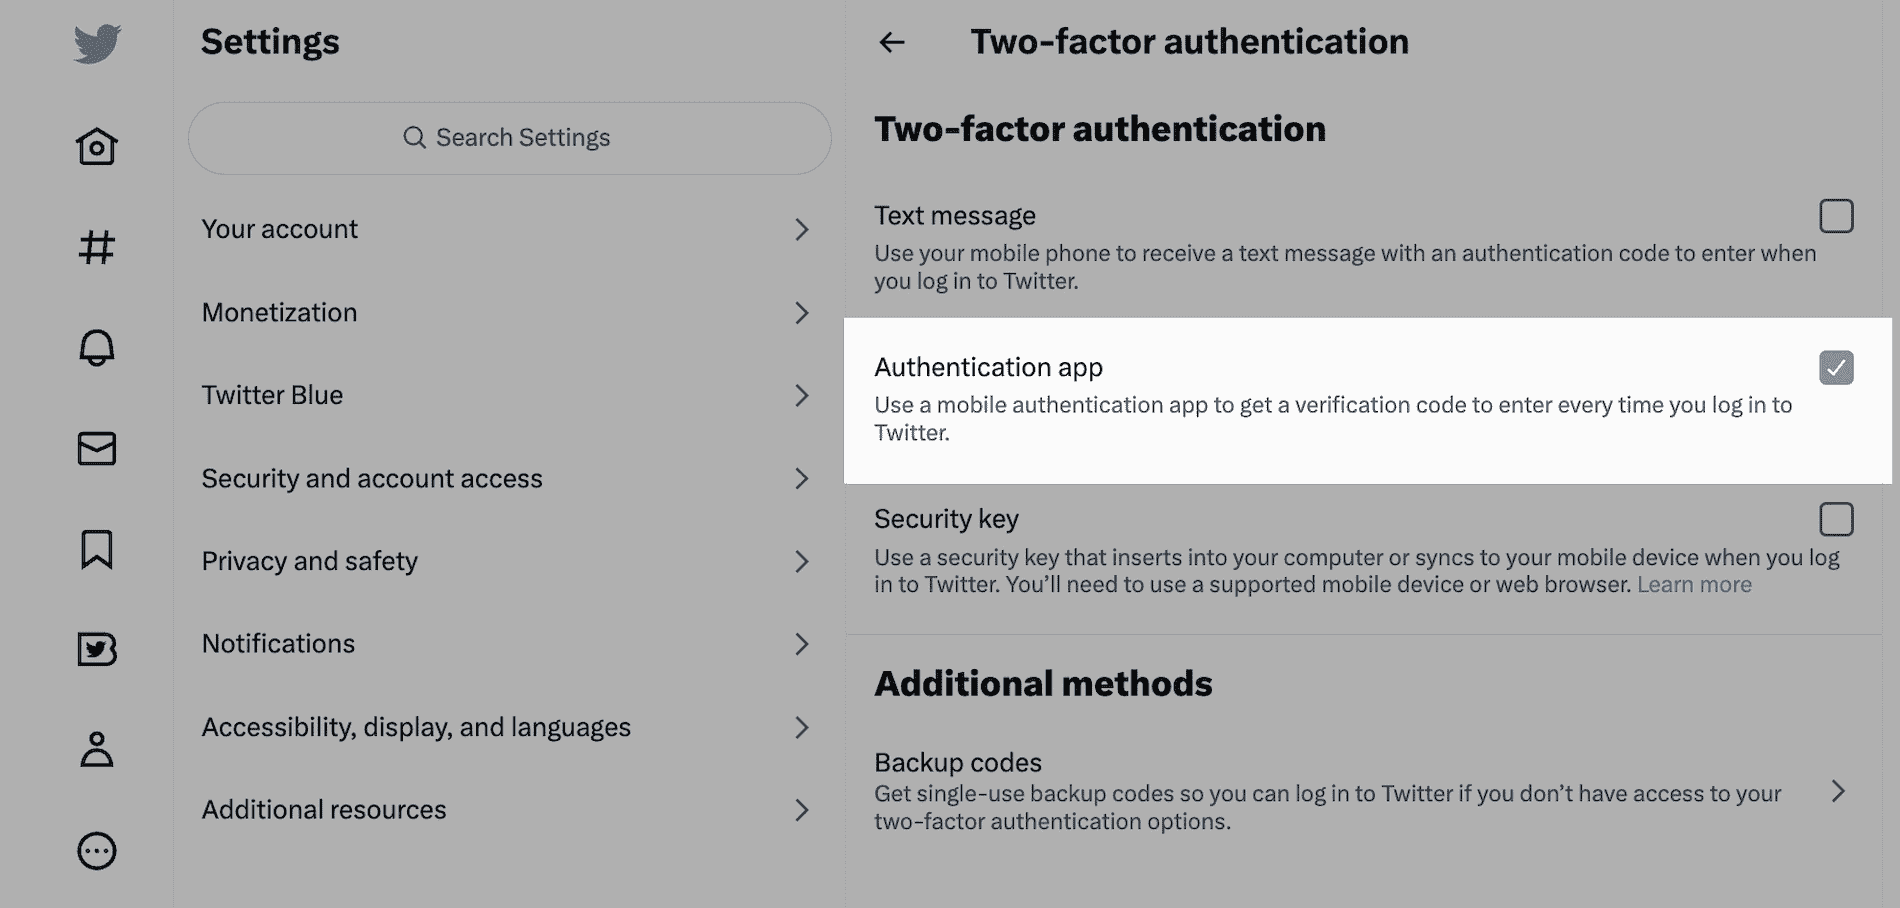 Settings
Search Settings
Your account
Monetization
Twitter Blue
Security and account access
Privacy and safety
Notifications
Accessibility, display, and languages
Additional resources
Two-factor authentication
Two-factor authentication
Text message
Use your mobile phone to receive a text message with an authentication code to enter when
you log in to Twitter.
Authentication app
Use a mobile authentication app to get a verification code to enter every time you log in to
Twitter.
Security key
Use a security key that inserts into your computer or syncs to your mobile device when you log
in to Twitter. You’ll need to use a supported mobile device or web browser. Learn more
Additional methods
Backup codes
Get single-use backup codes so you can log in to Twitter if you don’t have access to your
two-factor authentication options.